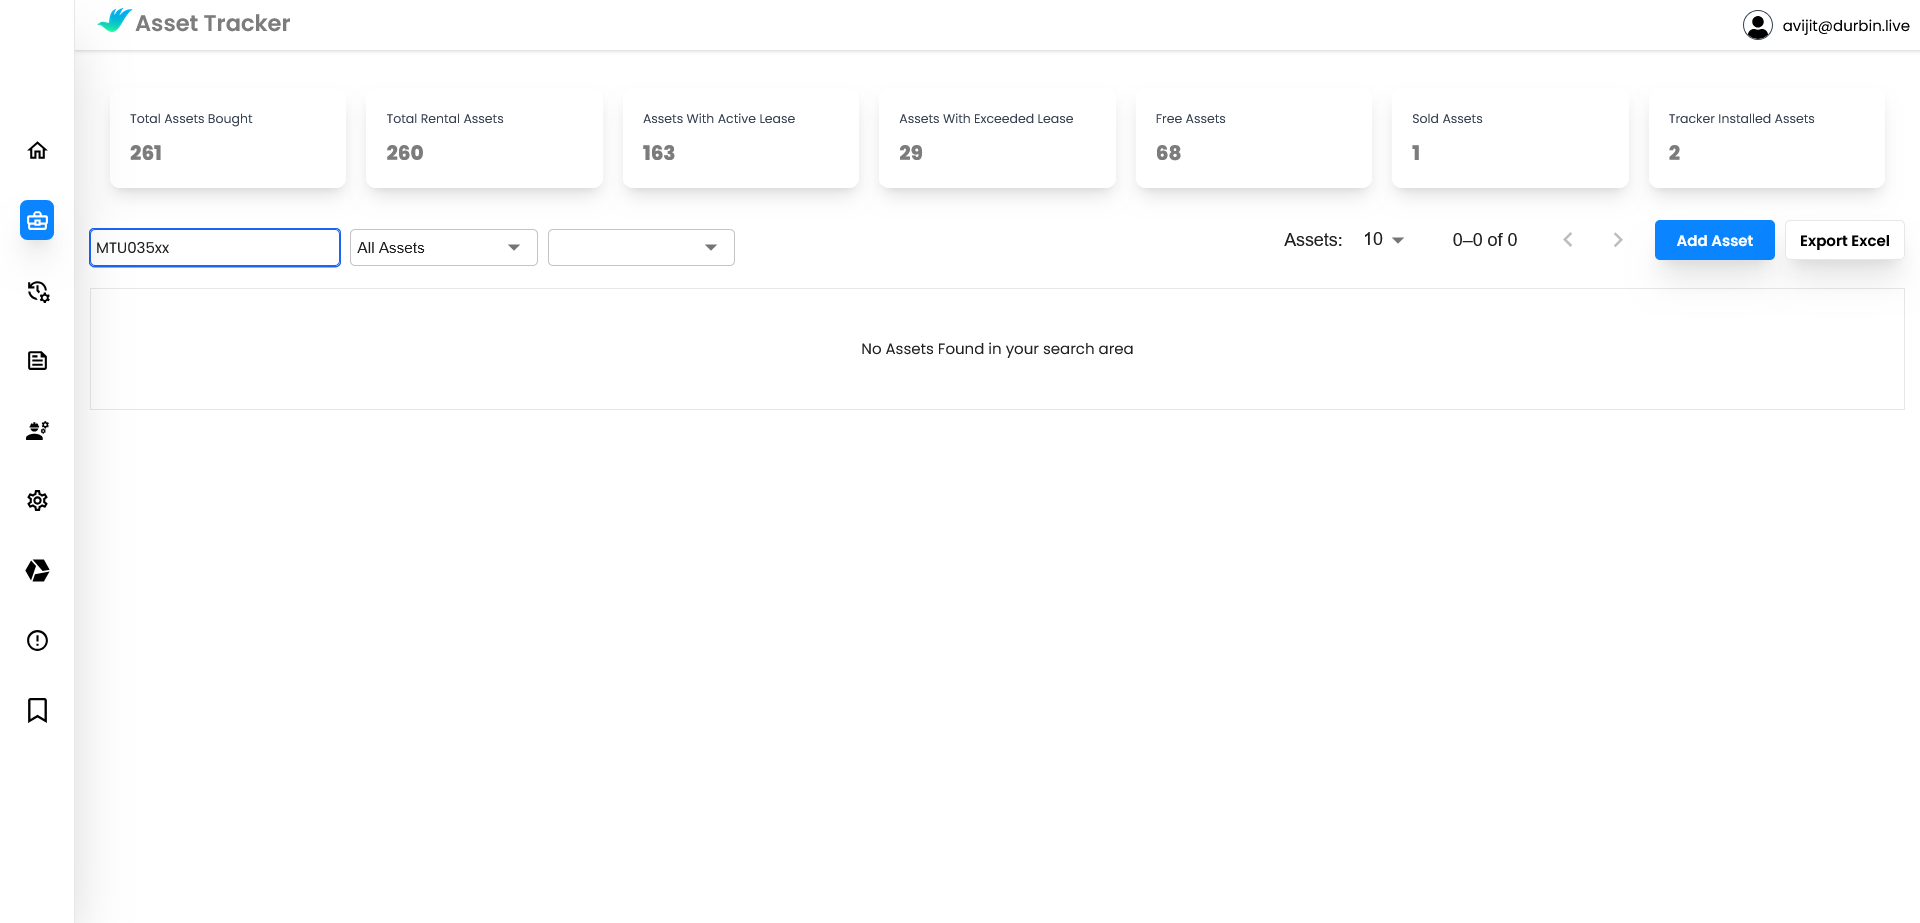 Asset Tracker
avijit@durbin.live
Total Assets Bought
261
Total Rental Assets
260
Assets With Active Lease
163
Assets With Exceeded Lease
29
Free Assets
68
Sold Assets
1
Tracker Installed Assets
2
MTU035xx
All Assets
Assets: 10 0–0 of 0
Add Asset
Export Excel
No Assets Found in your search area